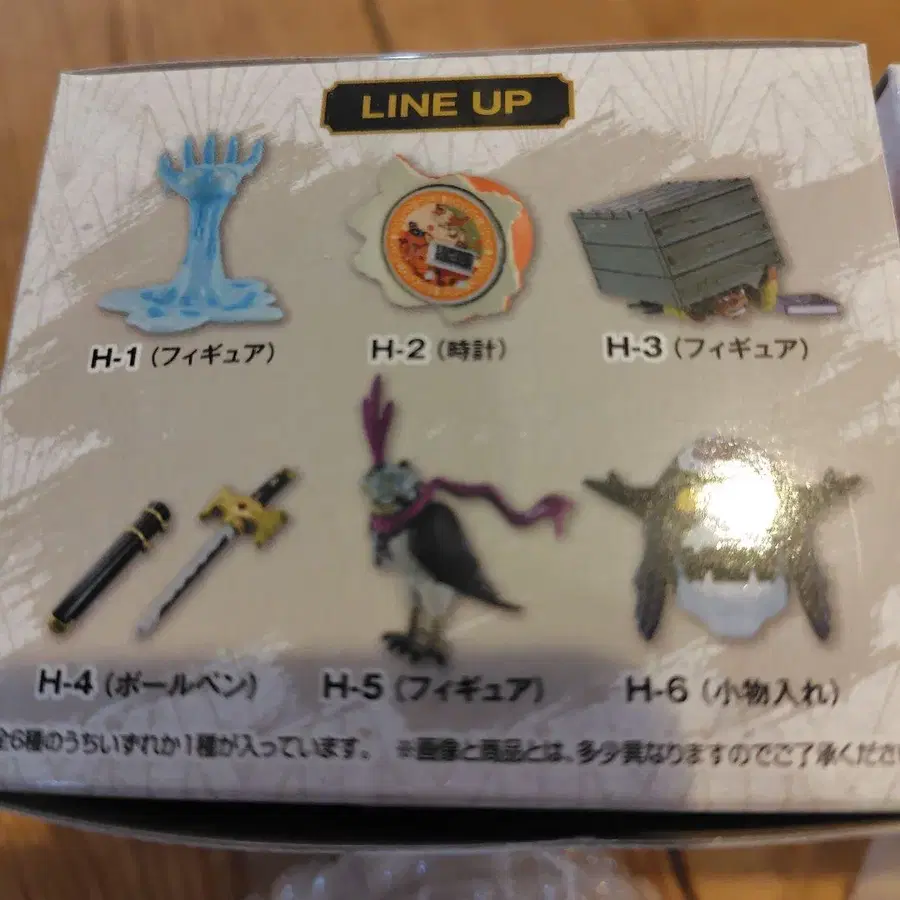 LINE UP
H-1 (フィギュア)
H-2 (時計)
H-3 (フィギュア)
H-4 (ボールペン)
H-5 (フィギュア)
H-6 (小物入れ)
全6種のうちいずれか1種が入っています。 ※画像と商品とは、多少異なりますのでご了承くださ